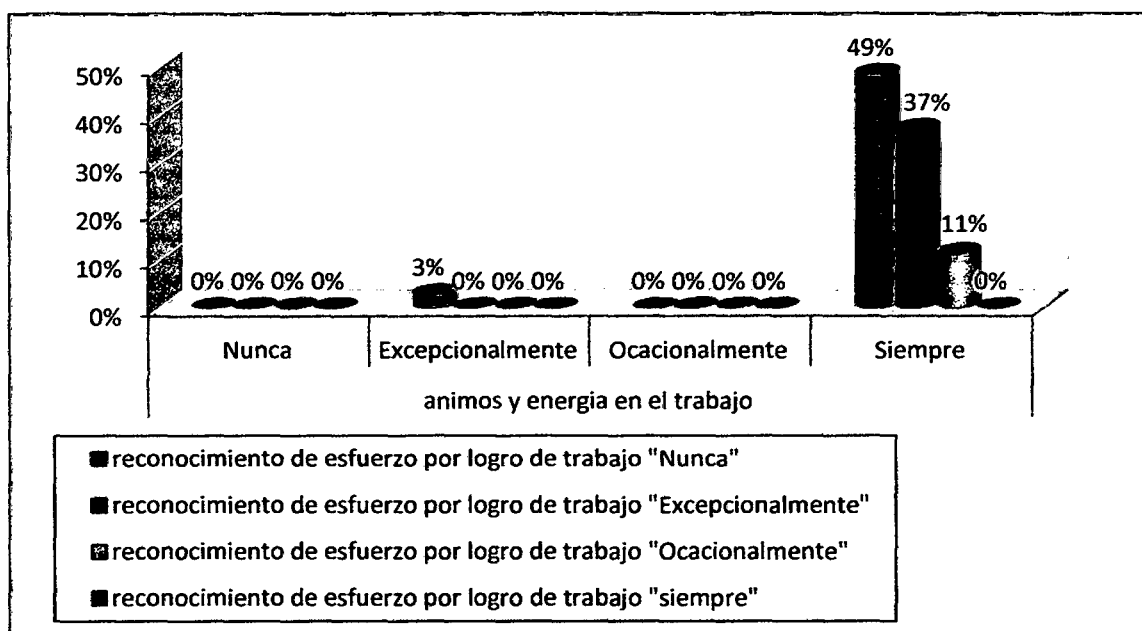 49%
50%
37%
40%
30%
20%
11%
10%
3%
0% 0% 0% 0%
0% 0% 0%
0% 0% 0% 0%
0%
0%
Nunca
Excepcionalmente
Ocacionalmente
Siempre
animos y energia en el trabajo
reconocimiento de esfuerzo por logro de trabajo "Nunca"
reconocimiento de esfuerzo por logro de trabajo "Excepcionalmente"
reconocimiento de esfuerzo por logro de trabajo "Ocacionalmente"
reconocimiento de esfuerzo por logro de trabajo "siempre"